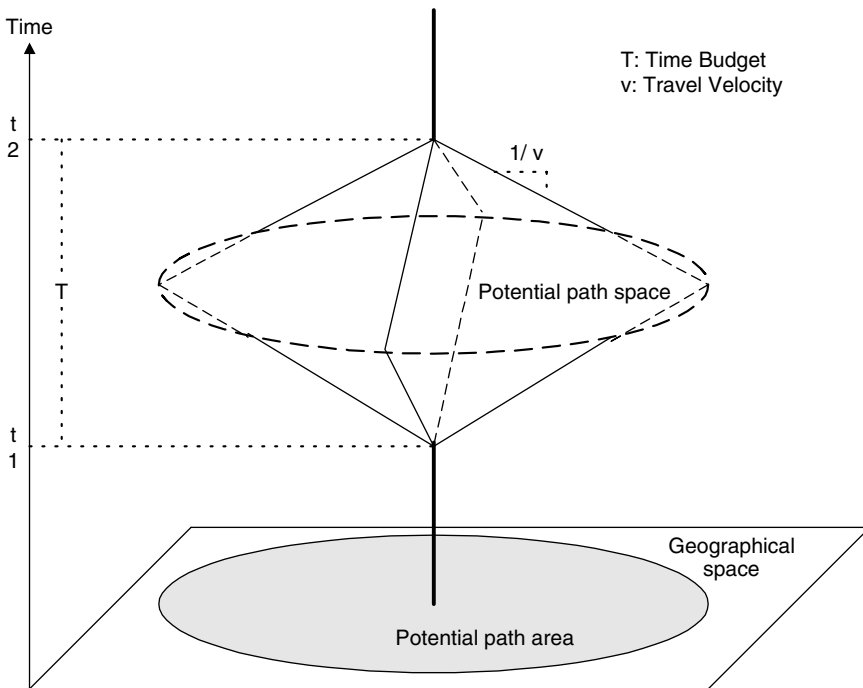 Time
T: Time Budget
v: Travel Velocity
t
2
1/ v
T
Potential path space
t
1
Geographical
space
Potential path area